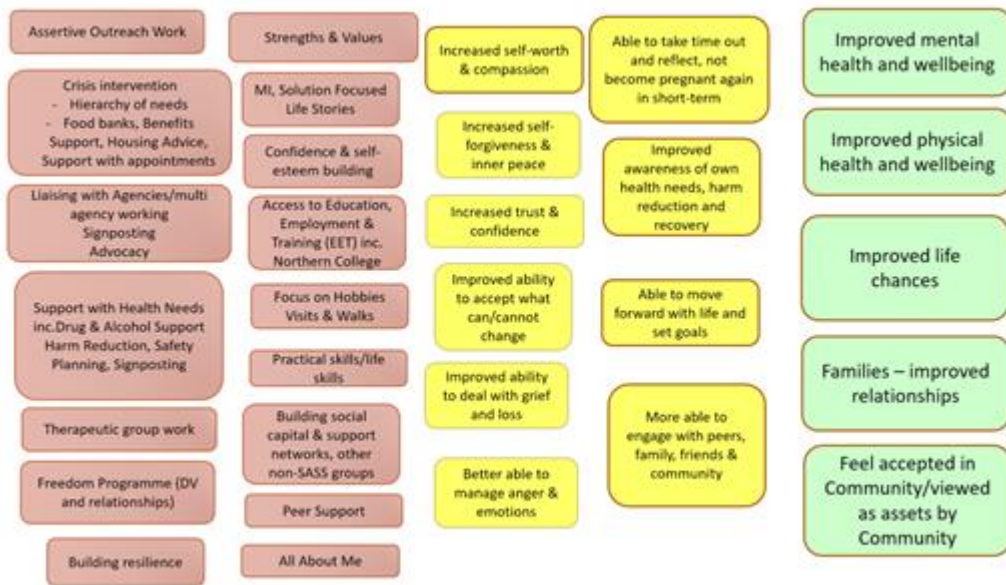 Assertive Outreach Work
Crisis intervention
- Hierarchy of needs
- Food banks, Benefits
Support, Housing Advice,
Support with appointments
Liaising with Agencies/multi
agency working
Signposting
Advocacy
Support with Health Needs
inc.Drug & Alcohol Support
Harm Reduction, Safety
Planning, Signposting
Therapeutic group work
Freedom Programme (DV
and relationships)
Building resilience
Strengths & Values
MI, Solution Focused
Life Stories
Confidence & self-
esteem building
Access to Education,
Employment &
Training (EET) inc.
Northern College
Focus on Hobbies
Visits & Walks
Practical skills/life
skills
Building social
capital & support
networks, other
non-SASS groups
Peer Support
All About Me
Increased self-worth
& compassion
Increased self-
forgiveness &
inner peace
Increased trust &
confidence
Improved ability
to accept what
can/cannot
change
Improved ability
to deal with grief
and loss
Better able to
manage anger &
emotions
Able to take time out
and reflect, not
become pregnant again
in short-term
Improved
awareness of own
health needs, harm
reduction and
recovery
Able to move
forward with life and
set goals
More able to
engage with peers,
family, friends &
community
Improved mental
health and wellbeing
Improved physical
health and wellbeing
Improved life
chances
Families – improved
relationships
Feel accepted in
Community/viewed
as assets by
Community